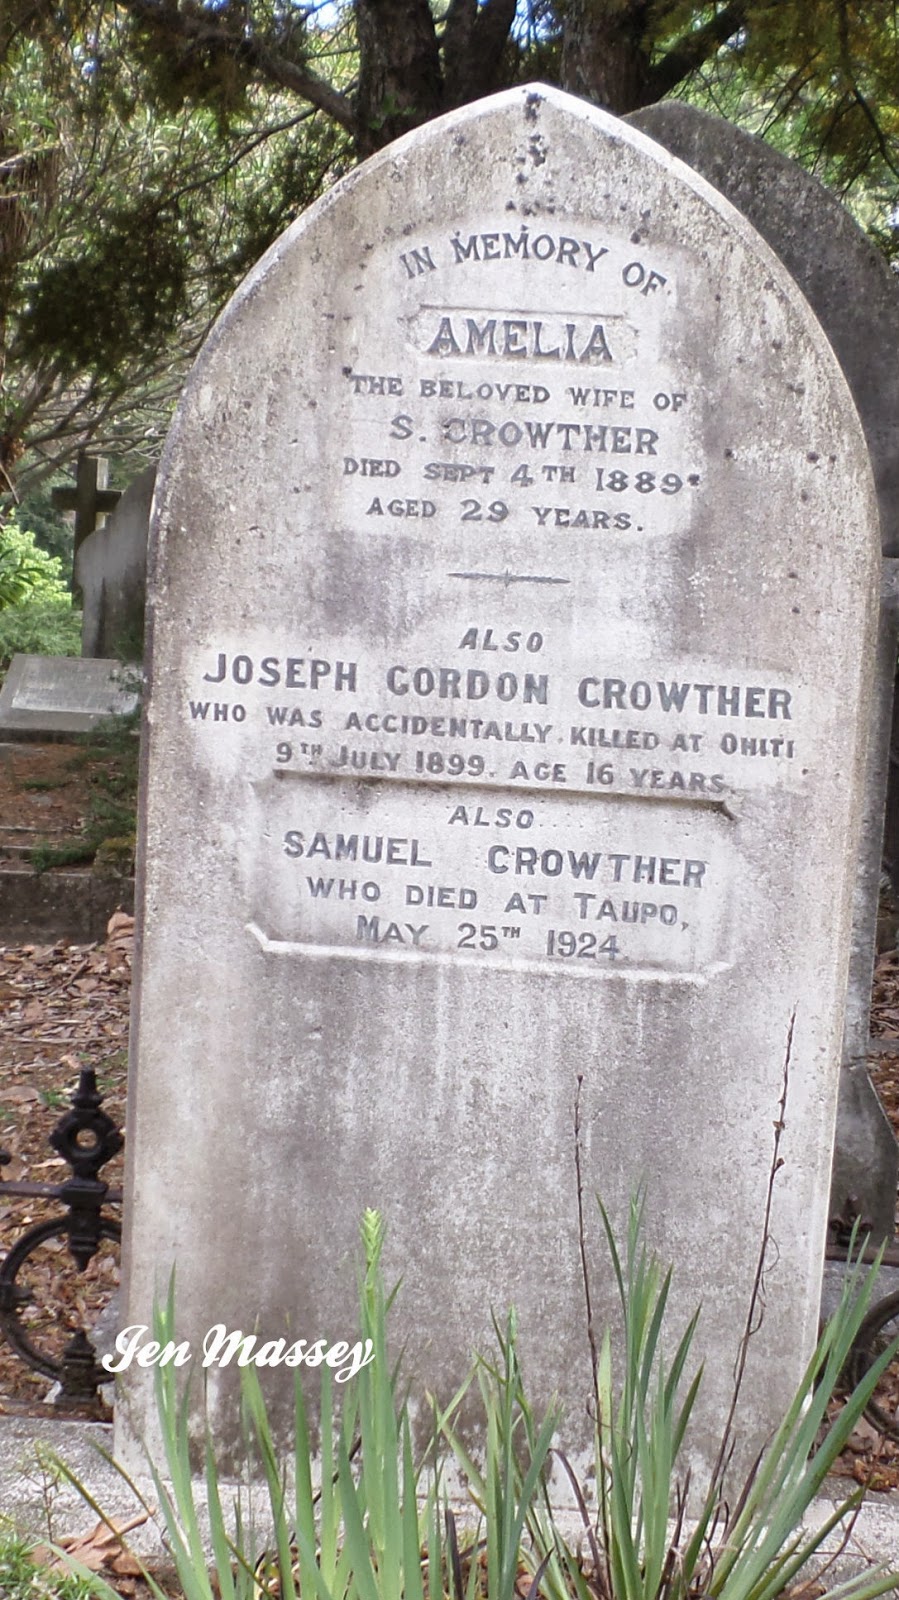 IN MEMORY OF
AMELIA
THE BELOVED WIFE OF
S. CROWTHER
DIED SEPT 4TH 1889
AGED 29 YEARS.
ALSO
JOSEPH GORDON CROWTHER
WHO WAS ACCIDENTALLY KILLED AT OHITI
9TH JULY 1899. AGE 16 YEARS.
ALSO
SAMUEL CROWTHER
WHO DIED AT TAUPO,
MAY 25TH 1924.
Jen Massey